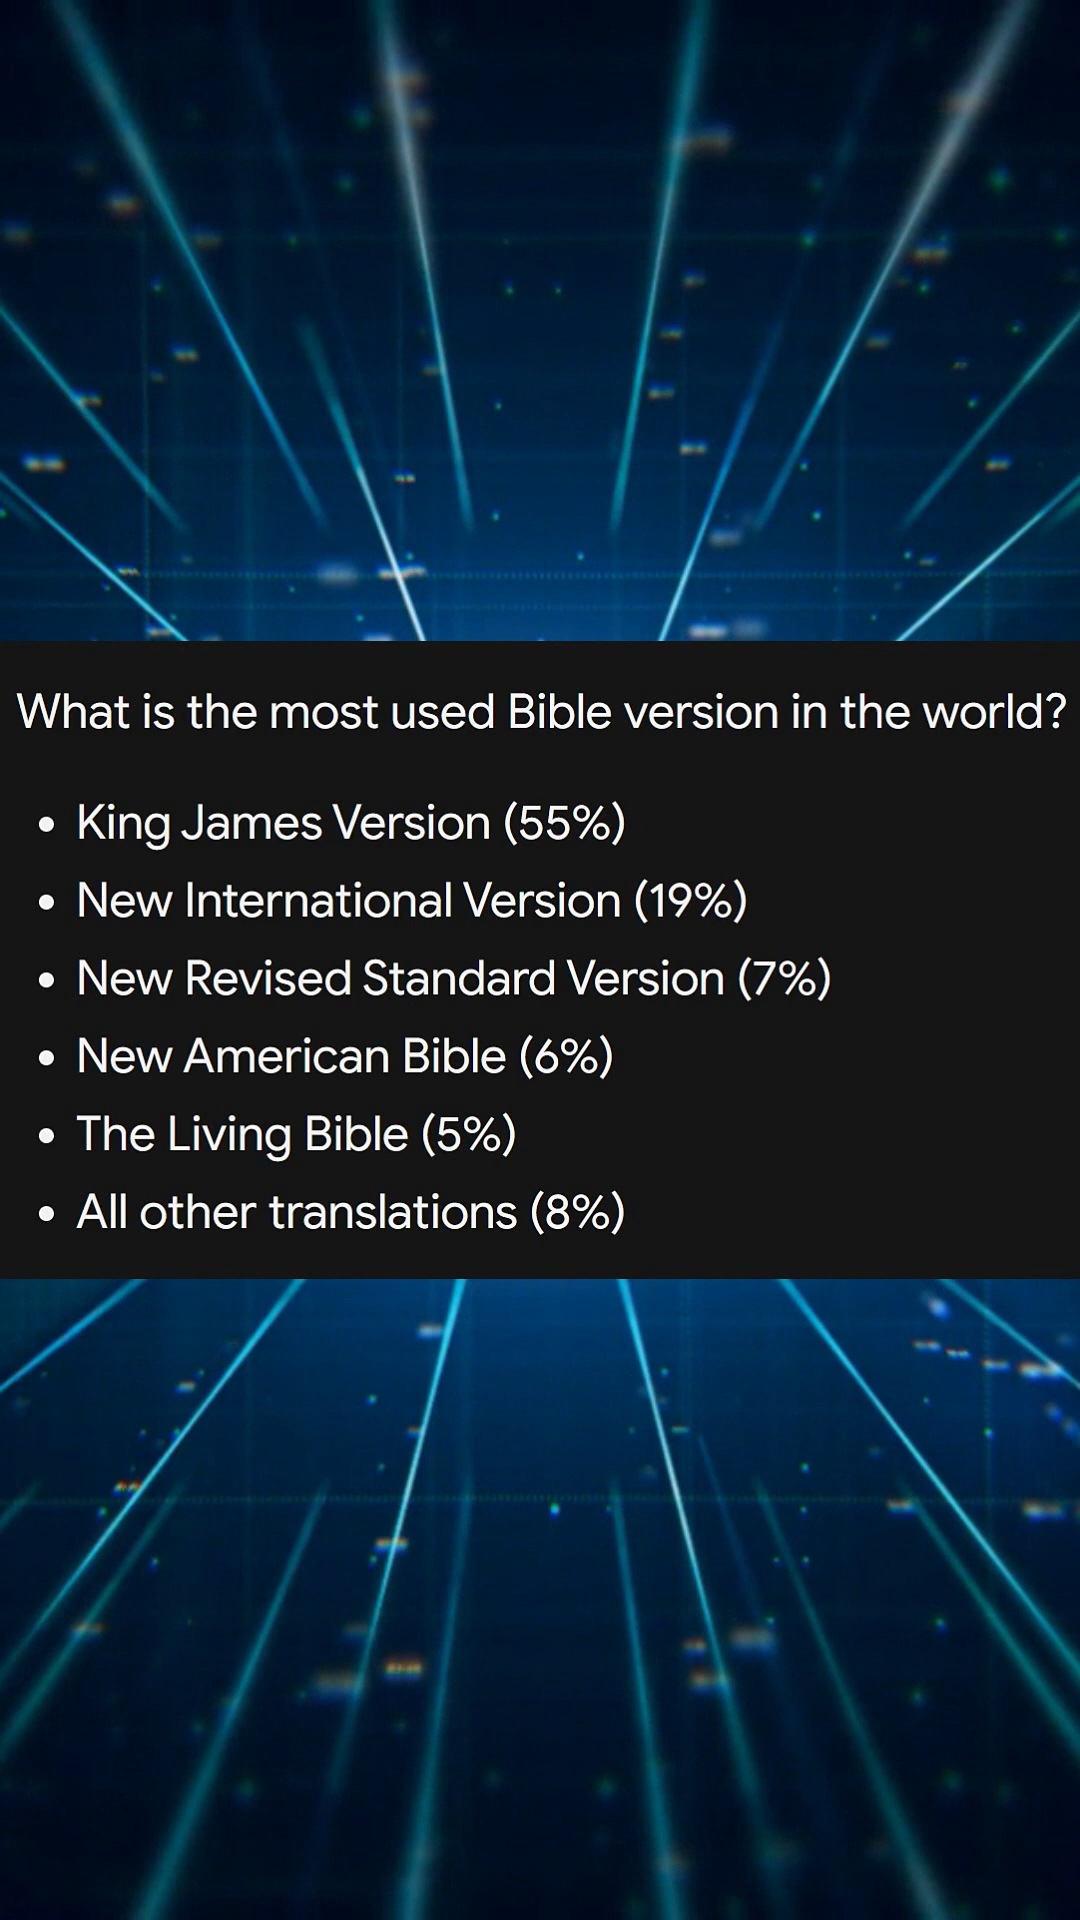 What is the most used Bible version in the world?
• King James Version (55%)
• New International Version (19%)
• New Revised Standard Version (7%)
• New American Bible (6%)
• The Living Bible (5%)
• All other translations (8%)